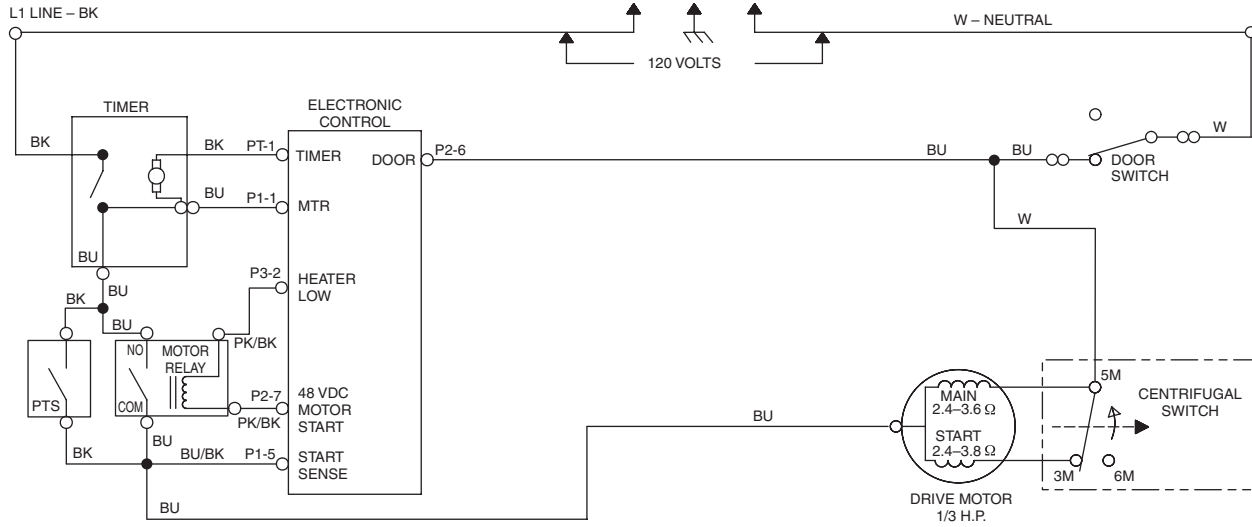 L1 LINE – BK
W – NEUTRAL
120 VOLTS
TIMER
ELECTRONIC
CONTROL
BK
BK
PT-1
TIMER
DOOR
P2-6
BU
BU
W
DOOR
SWITCH
BU
P1-1
MTR
W
BU
BU
P3-2
HEATER
LOW
BK
BU
NO
MOTOR
RELAY
PK/BK
PTS
COM
P2-7
PK/BK
48 VDC
MOTOR
START
BU
BK
BU/BK
P1-5
START
SENSE
BU
BU
MAIN
2.4–3.6 Ω
START
2.4–3.8 Ω
5M
CENTRIFUGAL
SWITCH
3M
6M
DRIVE MOTOR
1/3 H.P.